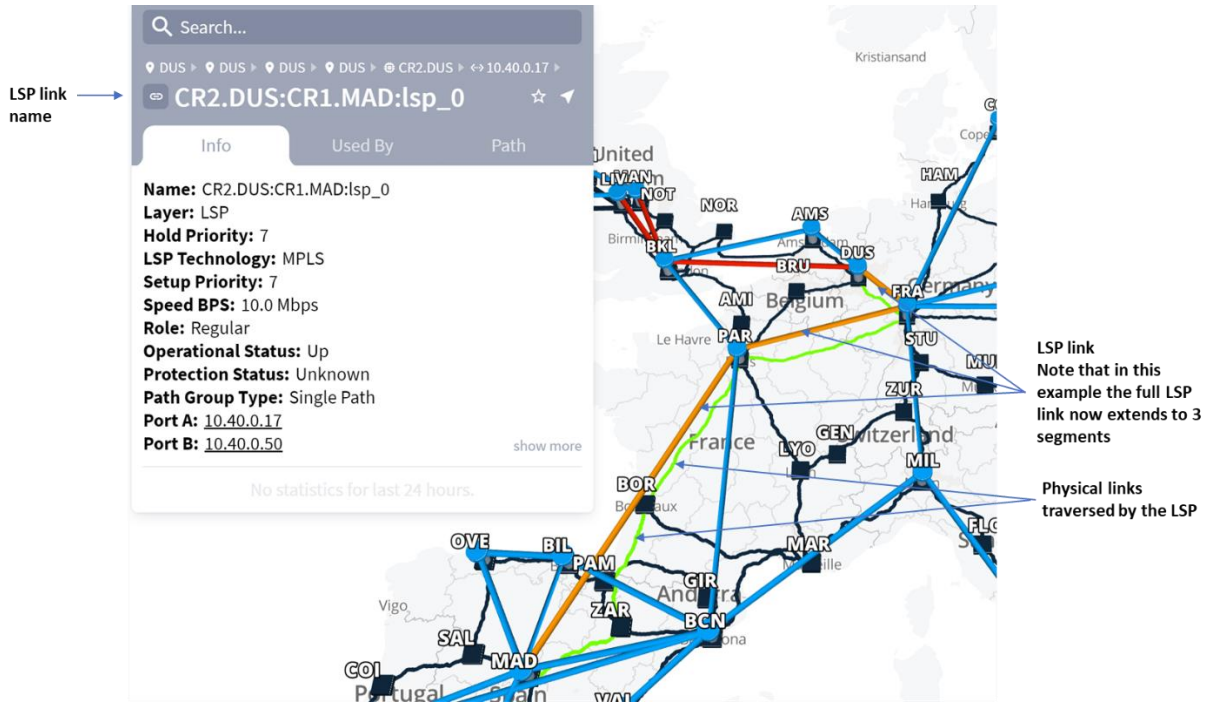 Search...
DUS DUS DUS DUS CR2.DUS 10.40.0.17
LSP link
name
CR2.DUS:CR1.MAD:lsp_0
Info Used By Path
Name: CR2.DUS:CR1.MAD:lsp_0
Layer: LSP
Hold Priority: 7
LSP Technology: MPLS
Setup Priority: 7
Speed BPS: 10.0 Mbps
Role: Regular
Operational Status: Up
Protection Status: Unknown
Path Group Type: Single Path
Port A: 10.40.0.17
Port B: 10.40.0.50
show more
No statistics for last 24 hours.
Kristiansand
United
NOT
NOR
HAM
AMS
BKL
DUS
BRU
Belgium
Germany
FRA
AMI
Le Havre
PAR
STU
ZUR
France
GEN
LYO
MIL
BOR
MAR
OVE
BIL
PAM
GIR
Vigo
ZAR
BCN
SAL
MAD
COI
Portugal
Spain
LSP link
Note that in this
example the full LSP
link now extends to 3
segments
Physical links
traversed by the LSP